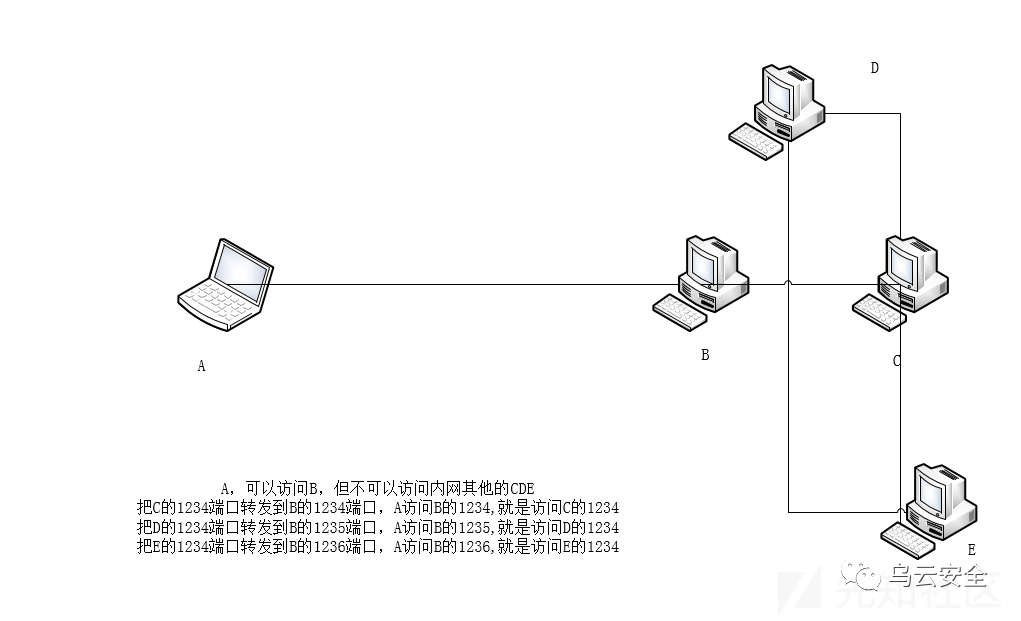 D
A
B
C
A, 可以访问B, 但不可以访问内网其他的CDE
把C的1234端口转发到B的1234端口, A访问B的1234,就是访问C的1234
把D的1234端口转发到B的1235端口, A访问B的1235,就是访问D的1234
把E的1234端口转发到B的1236端口, A访问B的1236,就是访问E的1234
E
乌云安全
先知社区